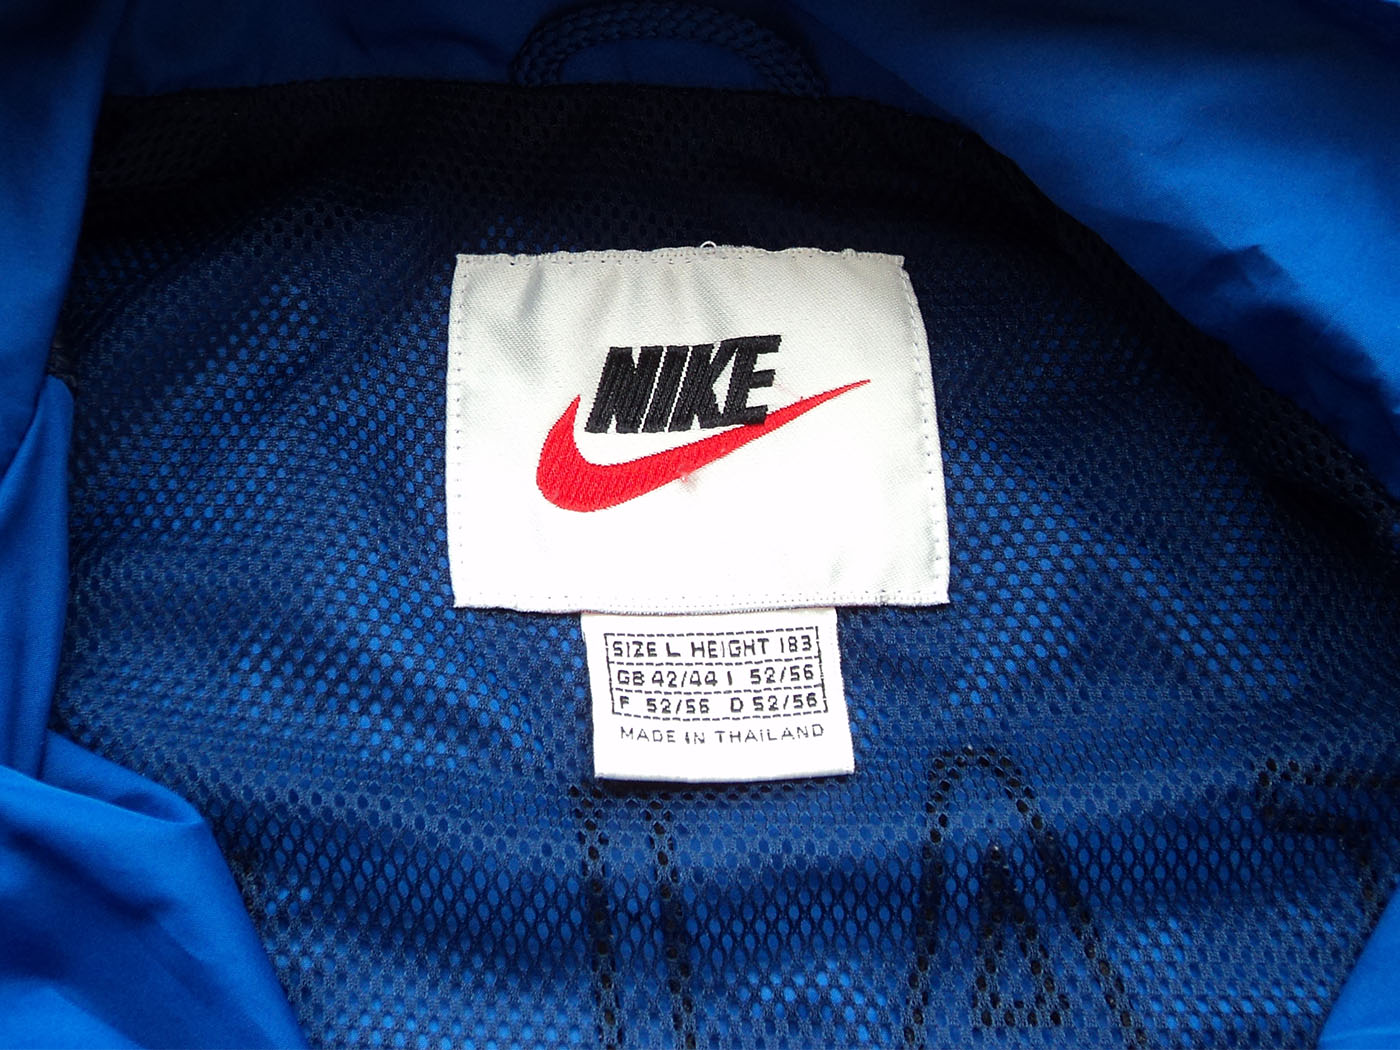 NIKE
SIZE L HEIGHT 183
GB 42/44 I 52/56
F 52/56 D 52/56
MADE IN THAILAND